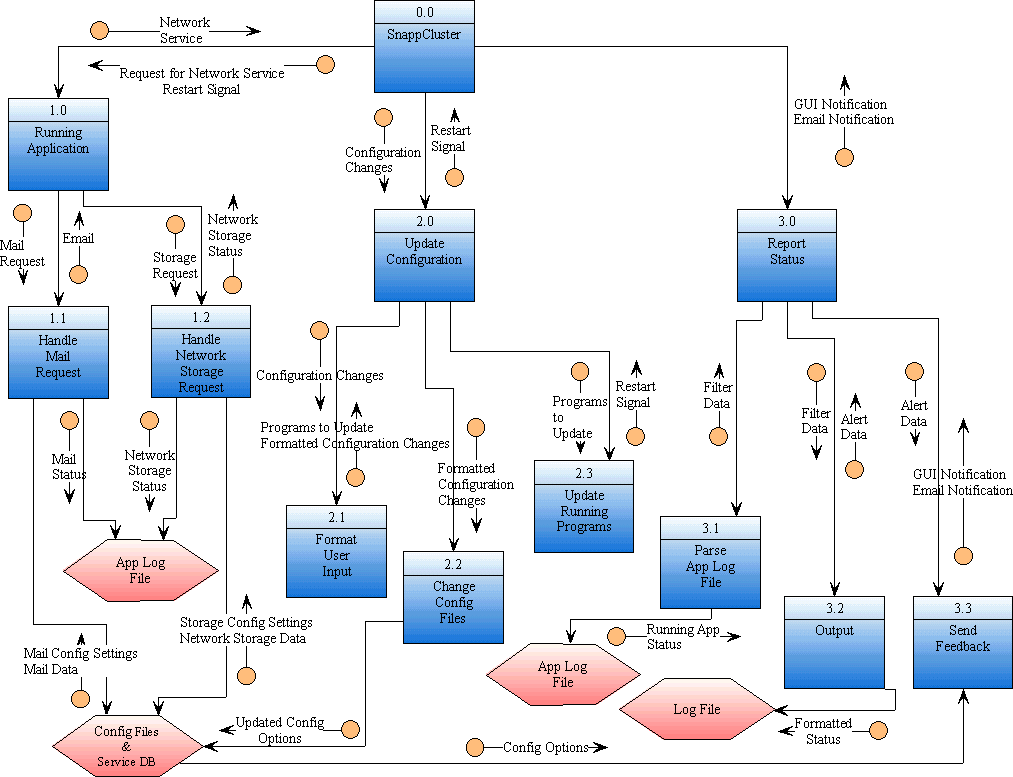 0.0
SnappCluster
Network
Service
Request for Network Service
Restart Signal
1.0
Running
Application
Configuration
Changes
Restart
Signal
GUI Notification
Email Notification
Mail
Request
Email
Storage
Request
Network
Storage
Status
2.0
Update
Configuration
3.0
Report
Status
1.1
Handle
Mail
Request
1.2
Handle
Network
Storage
Request
Configuration Changes
Programs to Update
Formatted Configuration Changes
Formatted
Configuration
Changes
Programs
to
Update
Restart
Signal
Filter
Data
Filter
Data
Alert
Data
Alert
Data
GUI Notification
Email Notification
Mail
Status
Network
Storage
Status
2.1
Format
User
Input
2.2
Change
Config
Files
2.3
Update
Running
Programs
3.1
Parse
App Log
File
App Log
File
3.2
Output
3.3
Send
Feedback
Storage Config Settings
Network Storage Data
Mail Config Settings
Mail Data
Running App
Status
App Log
File
Log File
Formatted
Status
Updated Config
Options
Config Options
Config Files
&
Service DB